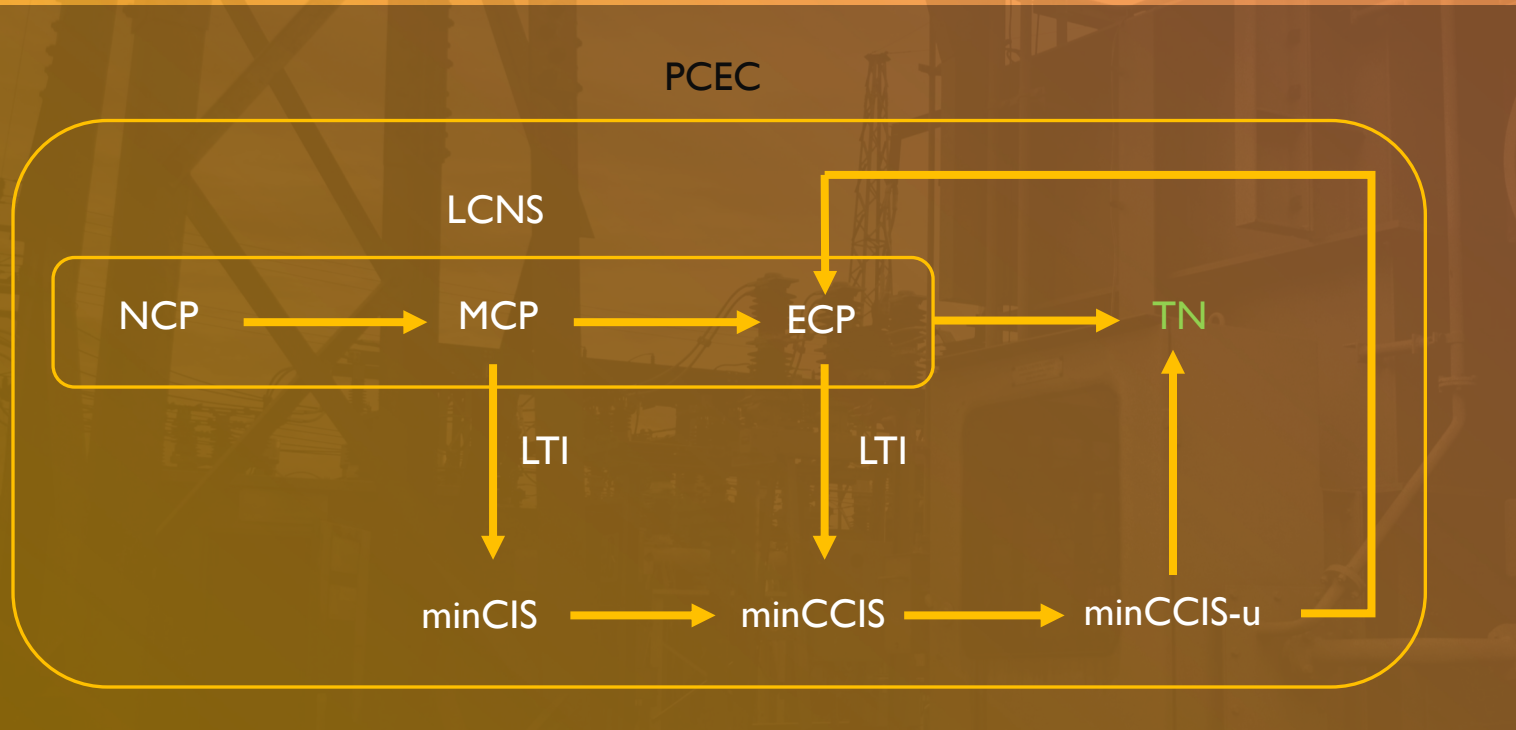 PCEC
LCNS
NCP
MCP
ECP
TN
LTI
LTI
minCIS
minCCIS
minCCIS-u